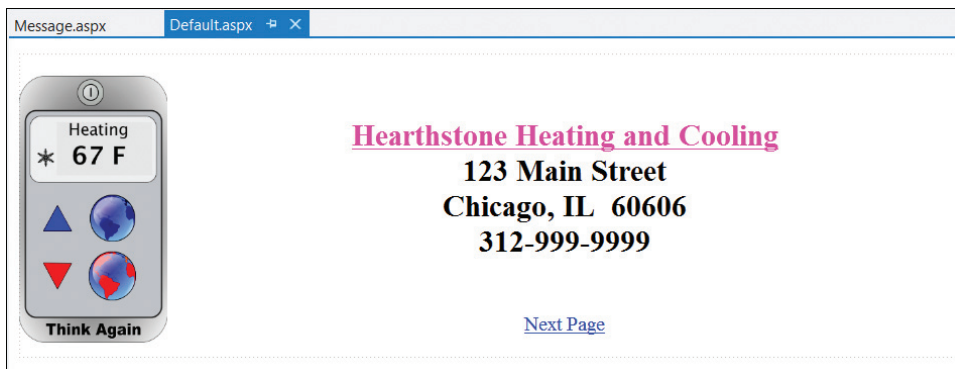 Message.aspx
Default.aspx
Heating
67 F
Think Again
Hearthstone Heating and Cooling
123 Main Street
Chicago, IL 60606
312-999-9999
Next Page